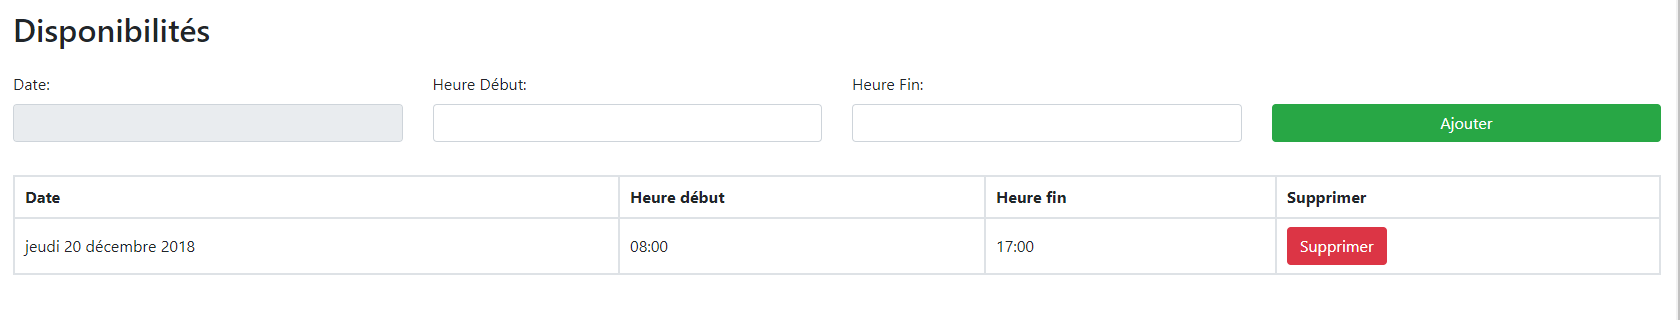 Disponibilités
Date: Heure Début: Heure Fin:
Ajouter
Date Heure début Heure fin Supprimer
jeudi 20 décembre 2018 08:00 17:00 Supprimer